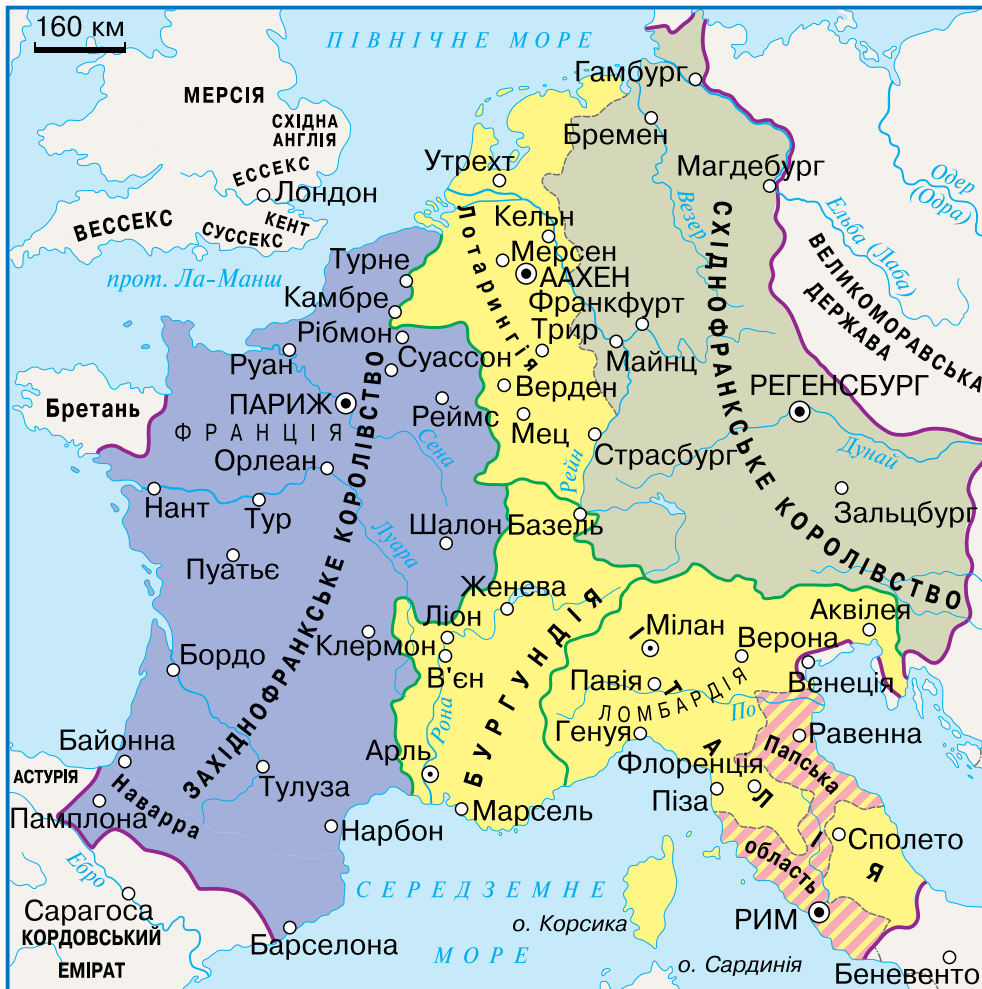 160 км
ПІВНІЧНЕ МОРЕ
Гамбург
МЕРСІЯ
СХІДНА
АНГЛІЯ
Бремен
ЕССЕКС
Утрехт
Магдебург
Одер
(Одра)
Лондон
Везер
ВЕССЕКС
КЕНТ
СУССЕКС
Кельн
Лотарингія
Ельба (Лаба)
Мерсен
Турне
прот. Ла-Манш
ААХЕН
ВЕЛИКОМОРАВСЬКА
ДЕРЖАВА
СХІДНОФРАНКСЬКЕ КОРОЛІВСТВО
Камбре
Франкфурт
Рібмон
Трир
Руан
Суассон
Майнц
Верден
РЕГЕНСБУРГ
Бретань
ПАРИЖ
Реймс
ФРАНЦІЯ
Мец
Сена
Орлеан
Рейн
Страсбург
Дунай
ЗАХІДНОФРАНКСЬКЕ КОРОЛІВСТВО
Нант
Тур
Шалон
Базель
Зальцбург
Луара
Пуатьє
Женева
Ліон
БУРГУНДІЯ
Мілан
Аквілея
Клермон
Верона
Бордо
В'єн
Павія
Венеція
ІТАЛІЯ
ЛОМБАРДІЯ
По
Рона
Генуя
Равенна
Байонна
Арль
Флоренція
Папська
область
АСТУРІЯ
Наварра
Тулуза
Піза
Памплона
Марсель
Нарбон
Сполето
Ебро
СЕРЕДЗЕМНЕ
МОРЕ
Сарагоса
КОРДОВСЬКИЙ
ЕМІРАТ
о. Корсика
РИМ
Барселона
о. Сардинія
Беневенто